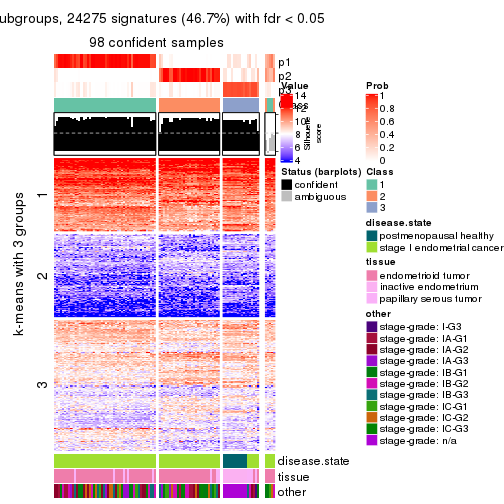 ubgroups, 24275 signatures (46.7%) with fdr < 0.05
98 confident samples
p1
p2
p3
Class
Silhouette
score
k-means with 3 groups
1
2
3
disease.state
tissue
other
Value
14
12
10
8
6
4
Status (barplots)
confident
ambiguous
Prob
1
0.8
0.6
0.4
0.2
0
Class
1
2
3
disease.state
postmenopausal healthy
stage I endometrial cancer
tissue
endometrioid tumor
inactive endometrium
papillary serous tumor
other
stage-grade: I-G3
stage-grade: IA-G1
stage-grade: IA-G2
stage-grade: IA-G3
stage-grade: IB-G1
stage-grade: IB-G2
stage-grade: IB-G3
stage-grade: IC-G1
stage-grade: IC-G2
stage-grade: IC-G3
stage-grade: n/a